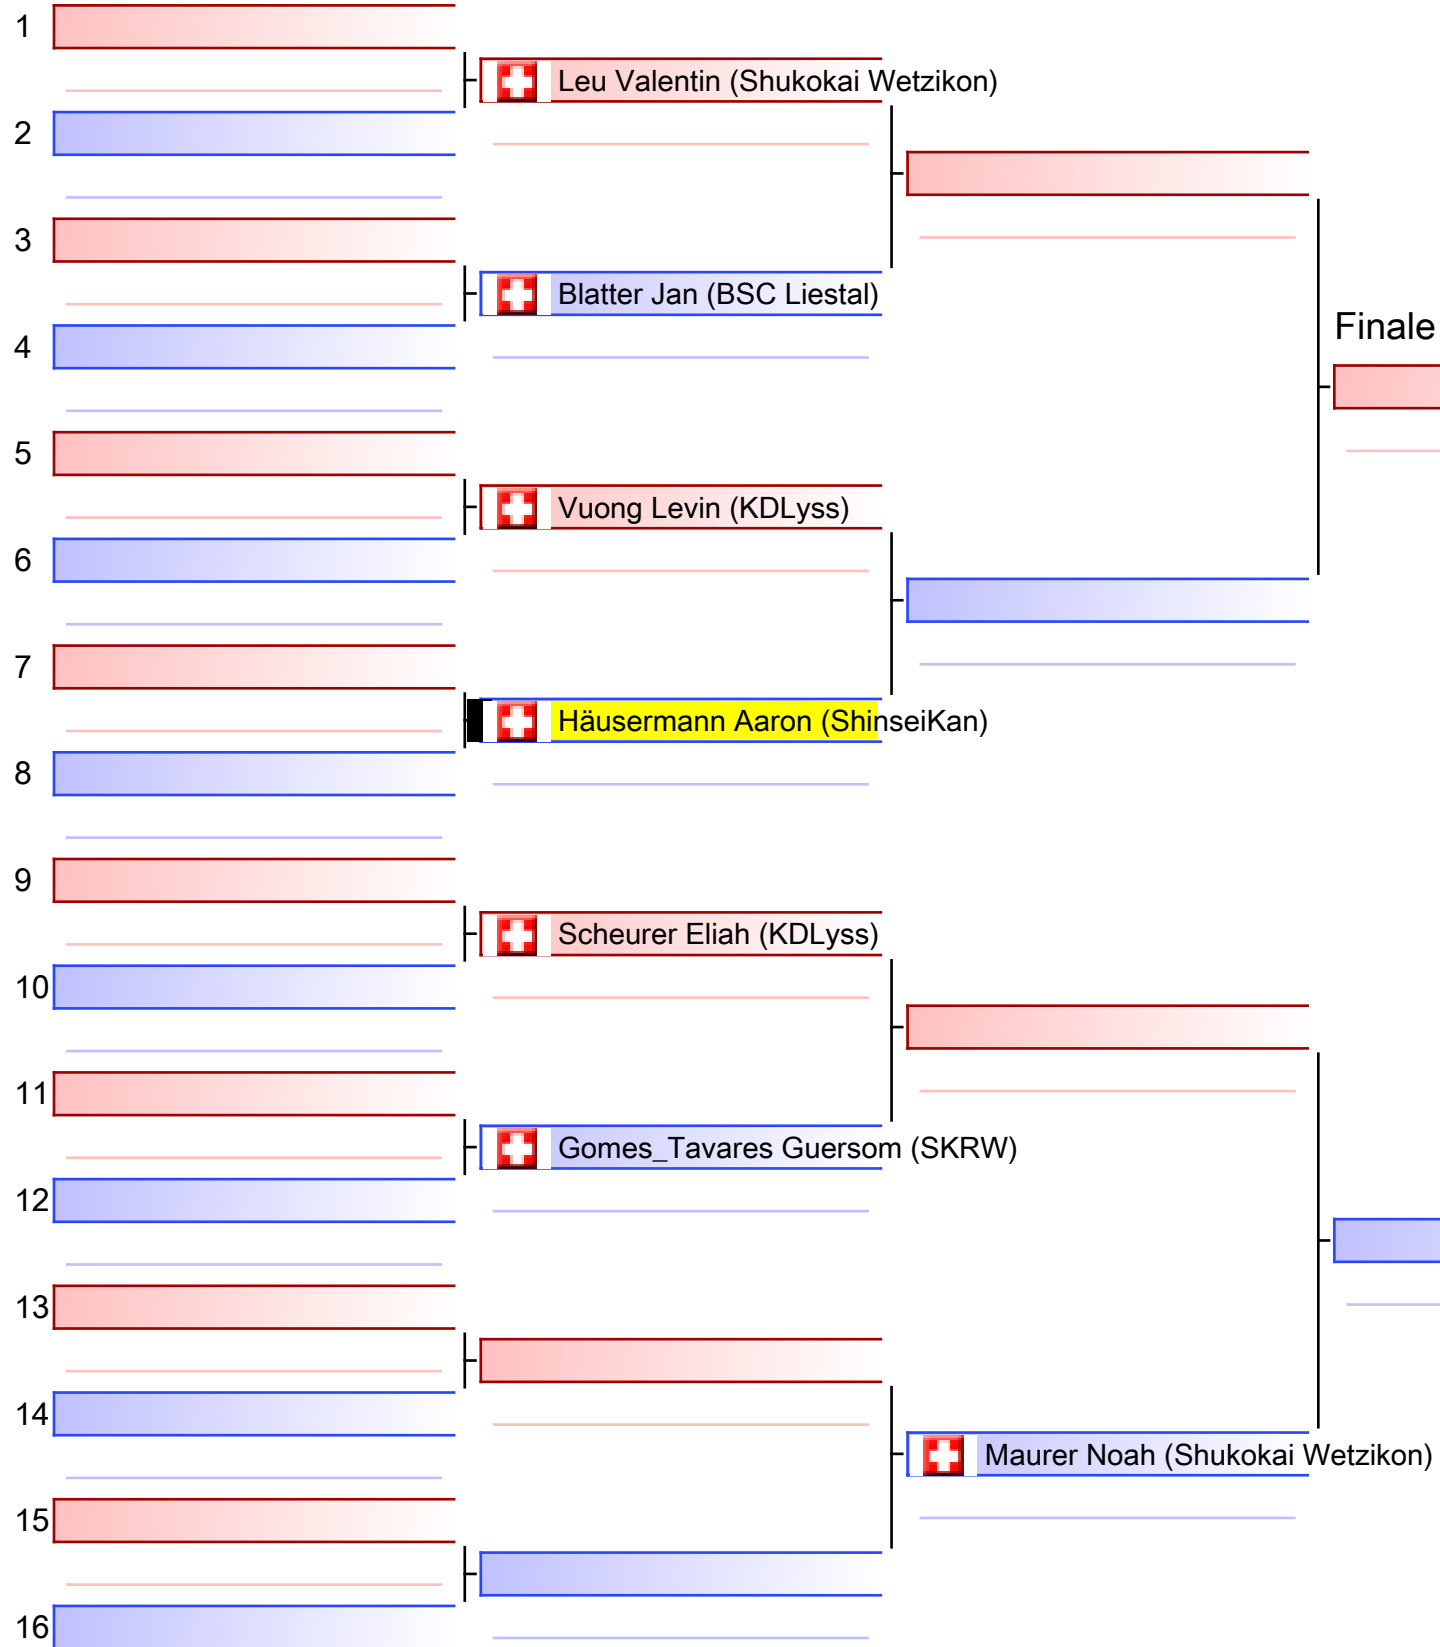 1
Leu Valentin (Shukokai Wetzikon)
2
3
Blatter Jan (BSC Liestal)
Finale
4
5
Vuong Levin (KDLyss)
6
7
Häusermann Aaron (ShinseiKan)
8
9
Scheurer Eliah (KDLyss)
10
11
Gomes_Tavares Guersom (SKRW)
12
13
14
Maurer Noah (Shukokai Wetzikon)
15
16